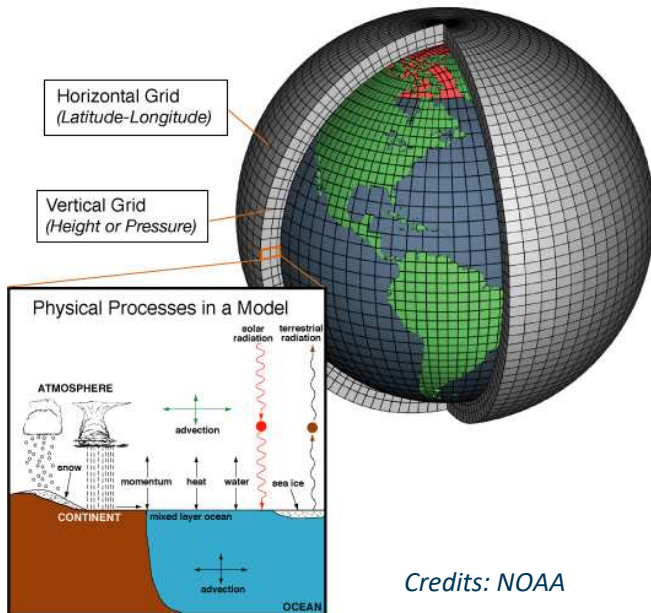 Horizontal Grid
(Latitude-Longitude)
Vertical Grid
(Height or Pressure)
Physical Processes in a Model
solar
radiation
terrestrial
radiation
ATMOSPHERE
advection
snow
momentum
heat
water
sea ice
CONTINENT
mixed layer ocean
advection
OCEAN
Credits: NOAA